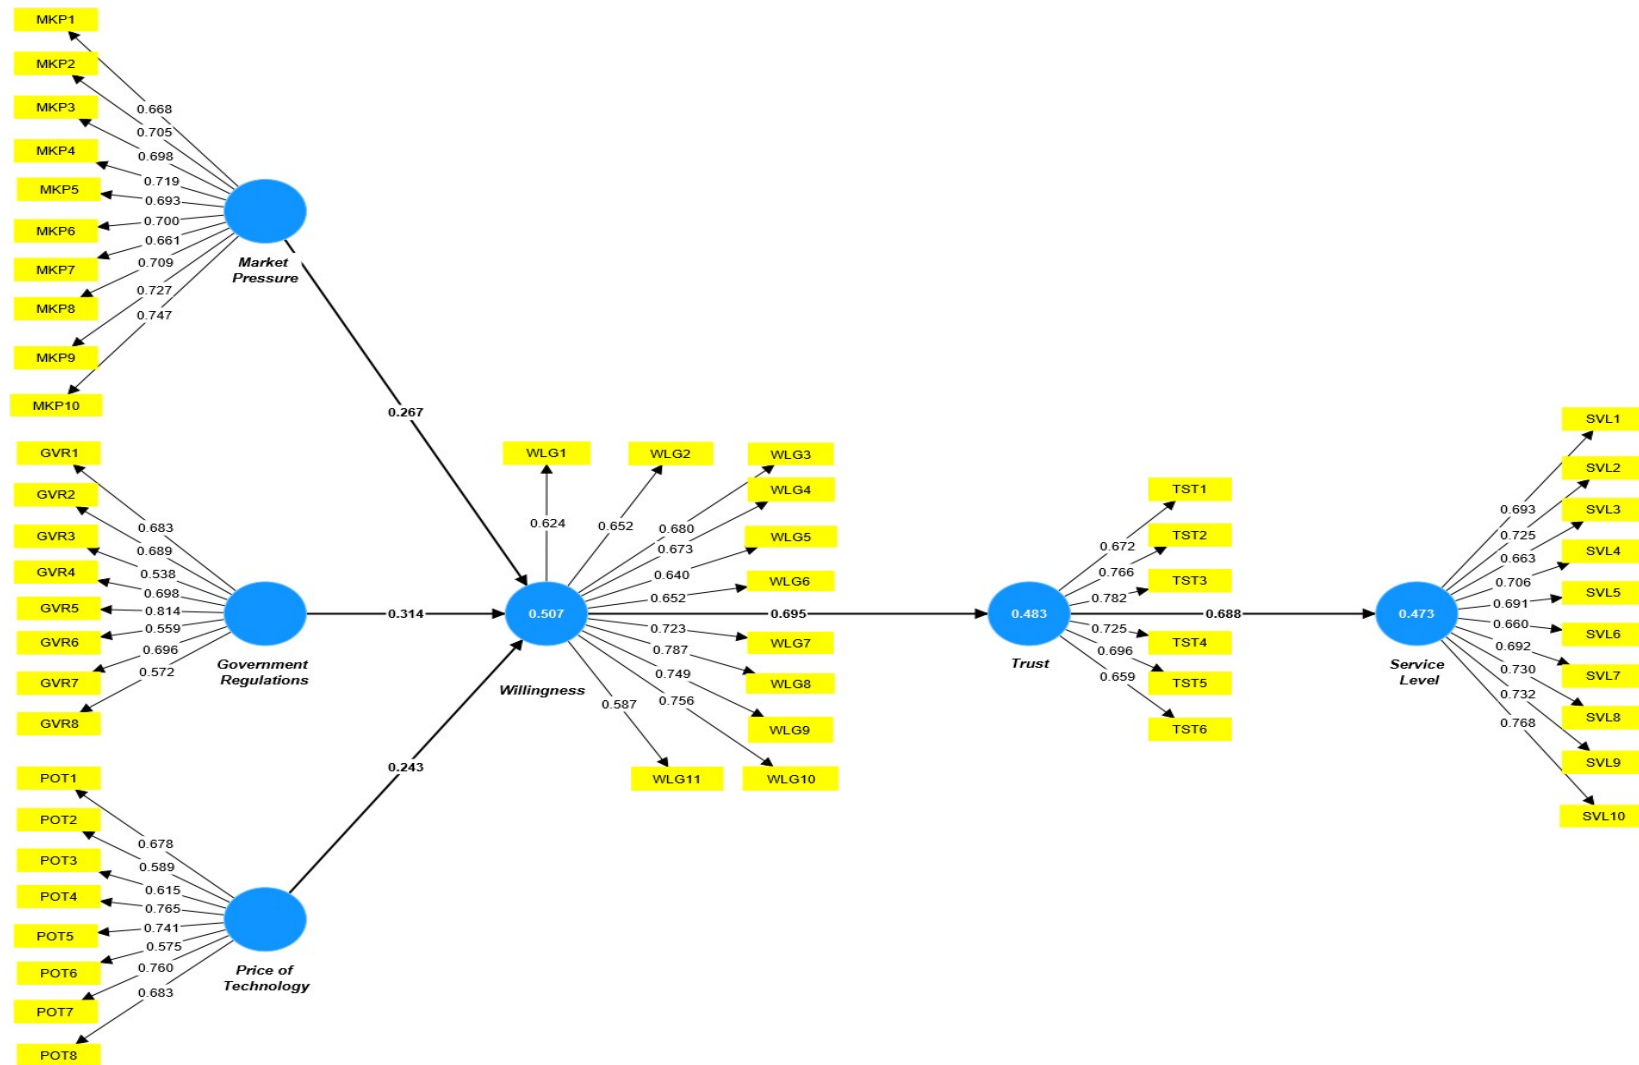 MKP1
MKP2
MKP3
MKP4
MKP5
MKP6
MKP7
MKP8
MKP9
MKP10
0.668
0.705
0.698
0.719
0.693
0.700
0.661
0.709
0.727
0.747
Market
Pressure
0.267
GVR1
GVR2
GVR3
GVR4
GVR5
GVR6
GVR7
GVR8
0.683
0.689
0.538
0.698
0.814
0.559
0.696
0.572
Government
Regulations
0.314
POT1
POT2
POT3
POT4
POT5
POT6
POT7
POT8
0.678
0.589
0.615
0.765
0.741
0.575
0.760
0.683
Price of
Technology
0.243
WLG1
WLG2
WLG3
WLG4
WLG5
WLG6
WLG7
WLG8
WLG9
WLG10
WLG11
0.624
0.652
0.680
0.673
0.640
0.652
0.723
0.787
0.749
0.756
0.587
0.507
Willingness
0.695
TST1
TST2
TST3
TST4
TST5
TST6
0.672
0.766
0.782
0.725
0.696
0.659
0.483
Trust
0.688
SVL1
SVL2
SVL3
SVL4
SVL5
SVL6
SVL7
SVL8
SVL9
SVL10
0.693
0.725
0.663
0.706
0.691
0.660
0.692
0.730
0.732
0.768
0.473
Service
Level